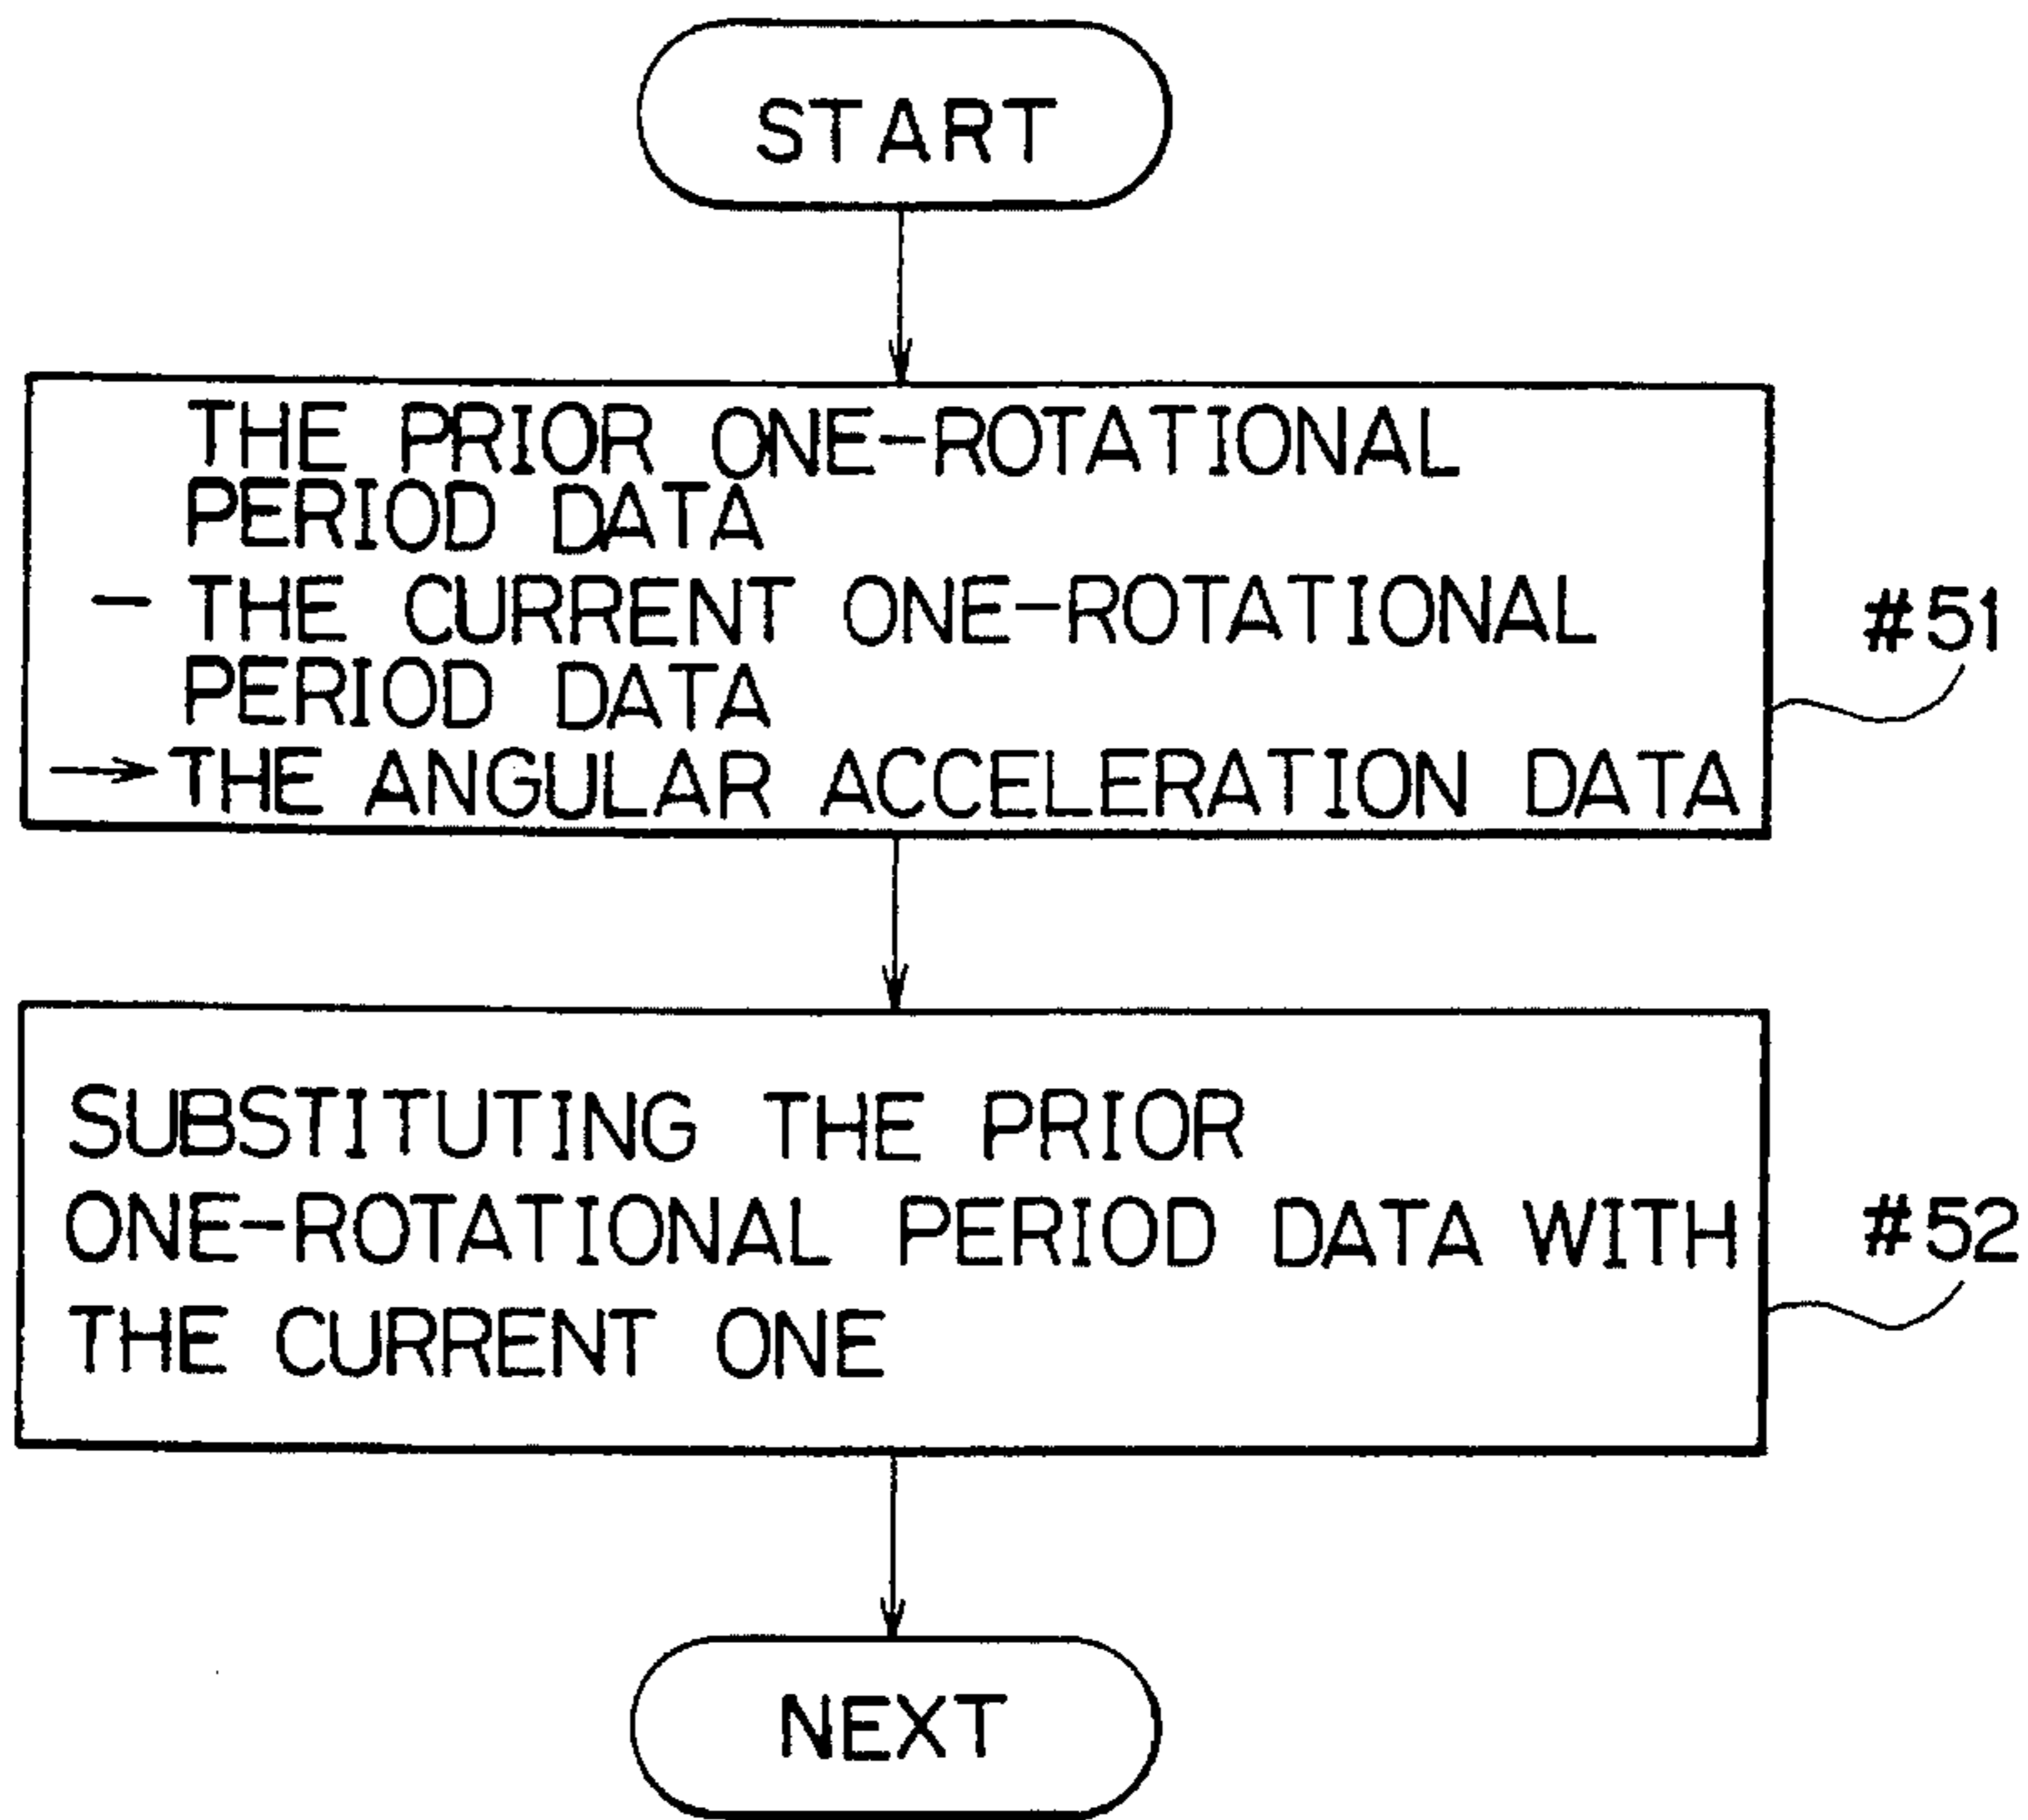 START
THE PRIOR ONE-ROTATIONAL
PERIOD DATA
— THE CURRENT ONE-ROTATIONAL
PERIOD DATA
→ THE ANGULAR ACCELERATION DATA
#51
SUBSTITUTING THE PRIOR
ONE-ROTATIONAL PERIOD DATA WITH
THE CURRENT ONE
#52
NEXT